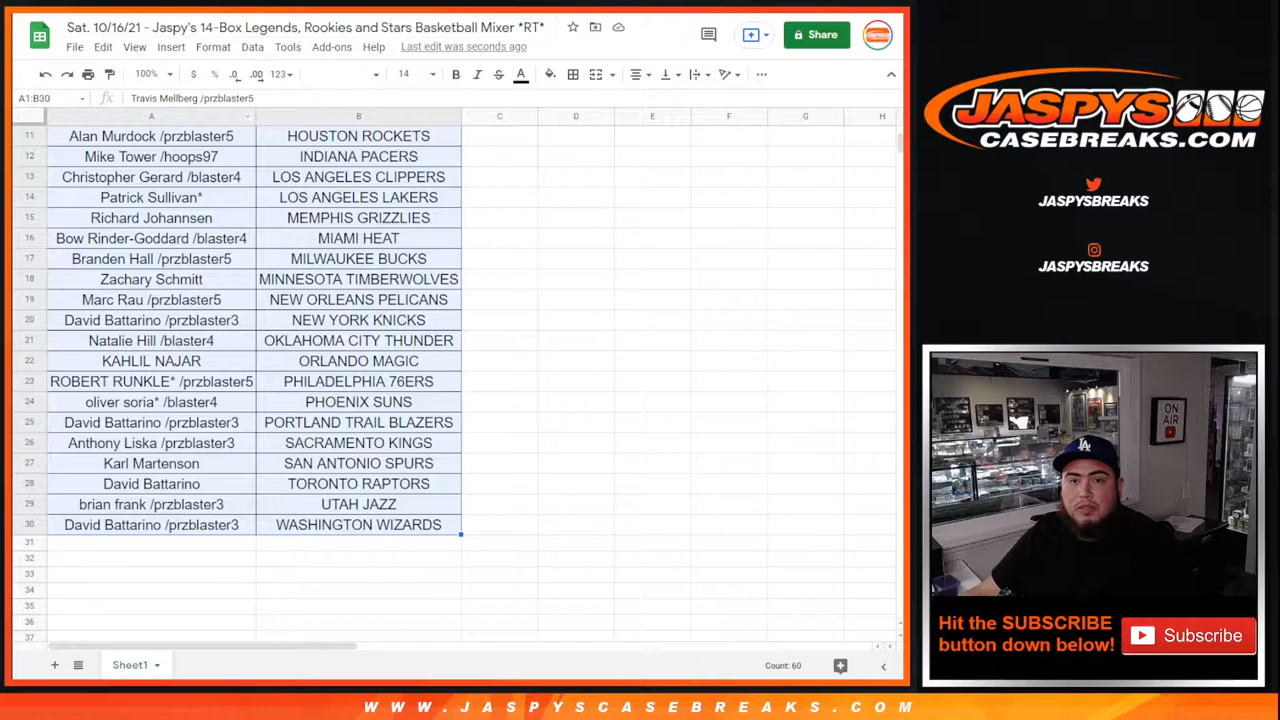 Sat. 10/16/21 - Jaspy's 14-Box Legends, Rookies and Stars Basketball Mixer *RT*
File Edit View Insert Format Data Tools Add-ons Help Last edit was seconds ago
Share
100% $ % .0 .00 123 14 B I S A
A1:B30 fx Travis Mellberg /przblaster5
A B C D E F G H
11 Alan Murdock /przblaster5 HOUSTON ROCKETS
12 Mike Tower /hoops97 INDIANA PACERS
13 Christopher Gerard /blaster4 LOS ANGELES CLIPPERS
14 Patrick Sullivan* LOS ANGELES LAKERS
15 Richard Johannsen MEMPHIS GRIZZLIES
16 Bow Rinder-Goddard /blaster4 MIAMI HEAT
17 Branden Hall /przblaster5 MILWAUKEE BUCKS
18 Zachary Schmitt MINNESOTA TIMBERWOLVES
19 Marc Rau /przblaster5 NEW ORLEANS PELICANS
20 David Battarino /przblaster3 NEW YORK KNICKS
21 Natalie Hill /blaster4 OKLAHOMA CITY THUNDER
22 KAHLIL NAJAR ORLANDO MAGIC
23 ROBERT RUNKLE* /przblaster5 PHILADELPHIA 76ERS
24 oliver soria* /blaster4 PHOENIX SUNS
25 David Battarino /przblaster3 PORTLAND TRAIL BLAZERS
26 Anthony Liska /przblaster3 SACRAMENTO KINGS
27 Karl Martenson SAN ANTONIO SPURS
28 David Battarino TORONTO RAPTORS
29 brian frank /przblaster3 UTAH JAZZ
30 David Battarino /przblaster3 WASHINGTON WIZARDS
31
32
33
34
35
36
37
Sheet1 Count: 60
JASPYS
CASEBREAKS.COM
JASPYSBREAKS
JASPYSBREAKS
ON
AIR
LA
Hit the SUBSCRIBE
button down below!
Subscribe
WWW.JASPYSCASEBREAKS.COM